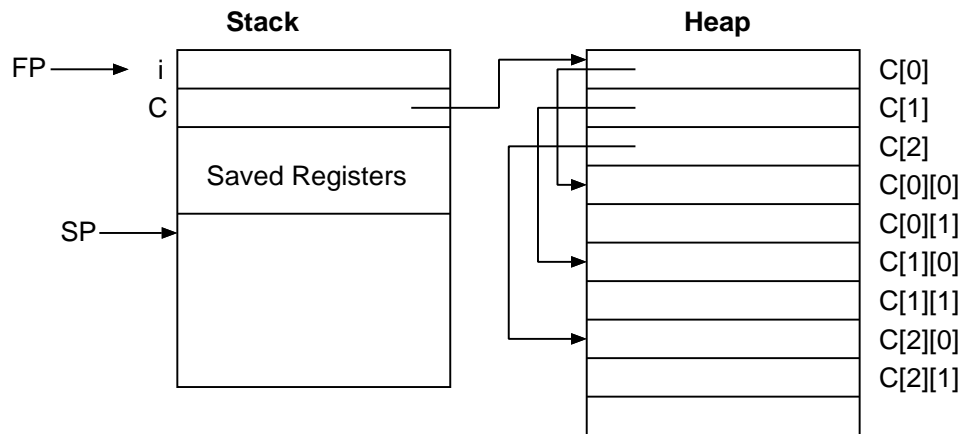 Stack
Heap
FP
i
C
Saved Registers
SP
C[0]
C[1]
C[2]
C[0][0]
C[0][1]
C[1][0]
C[1][1]
C[2][0]
C[2][1]